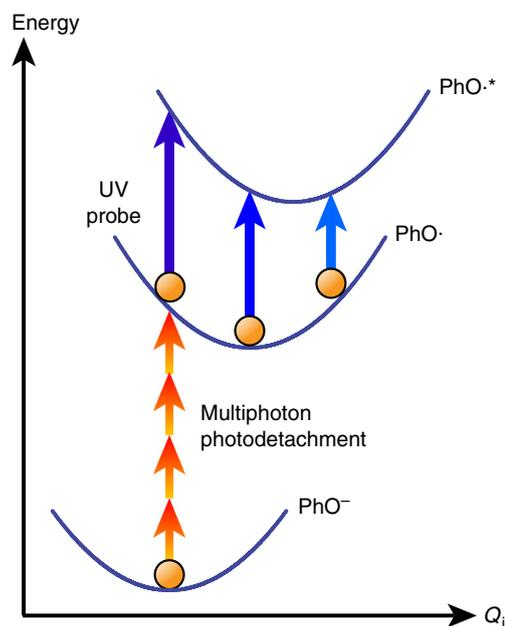 Energy
PhO·*
UV
probe
PhO·
Multiphoton
photodetachment
PhO⁻
Qᵢ